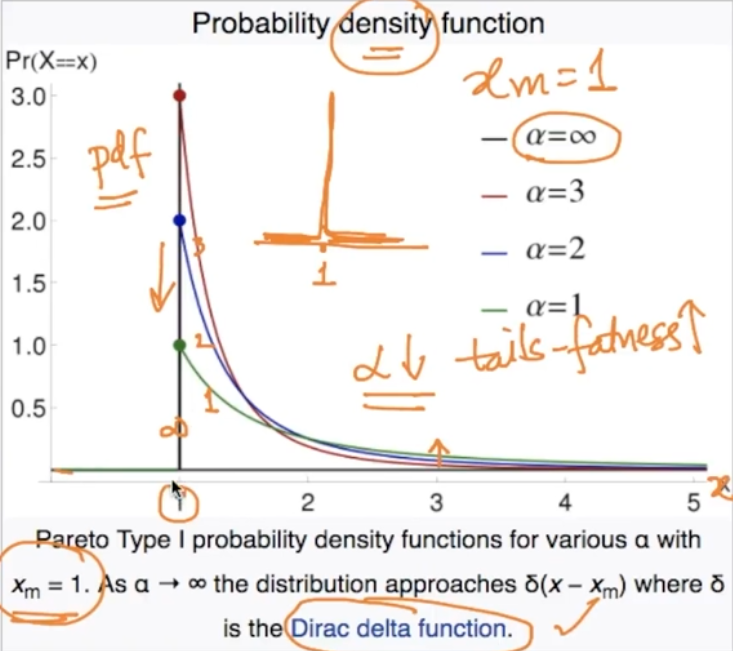 Probability density function
Pr(X==x)
xm = 1
3.0
α=∞
pdf
2.5
α=3
2.0
3
α=2
1
1.5
α=1
1.0
2
α↓ tails-fatness↑
0.5
1
∞
1 2 3 4 5 x
Pareto Type I probability density functions for various α with
xm = 1. As α → ∞ the distribution approaches δ(x − xm) where δ
is the Dirac delta function.